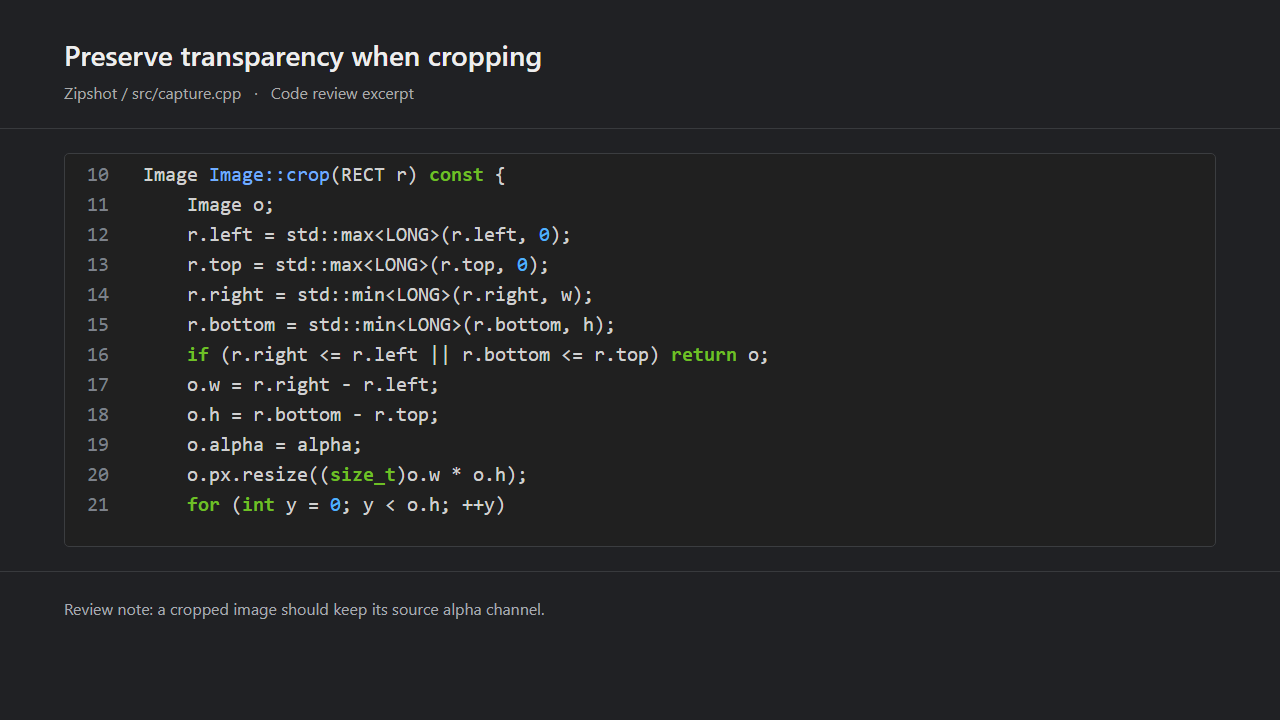 Preserve transparency when cropping
Zipshot / src/capture.cpp · Code review excerpt
10 Image Image::crop(RECT r) const {
11     Image o;
12     r.left = std::max<LONG>(r.left, 0);
13     r.top = std::max<LONG>(r.top, 0);
14     r.right = std::min<LONG>(r.right, w);
15     r.bottom = std::min<LONG>(r.bottom, h);
16     if (r.right <= r.left || r.bottom <= r.top) return o;
17     o.w = r.right - r.left;
18     o.h = r.bottom - r.top;
19     o.alpha = alpha;
20     o.px.resize((size_t)o.w * o.h);
21     for (int y = 0; y < o.h; ++y)
Review note: a cropped image should keep its source alpha channel.